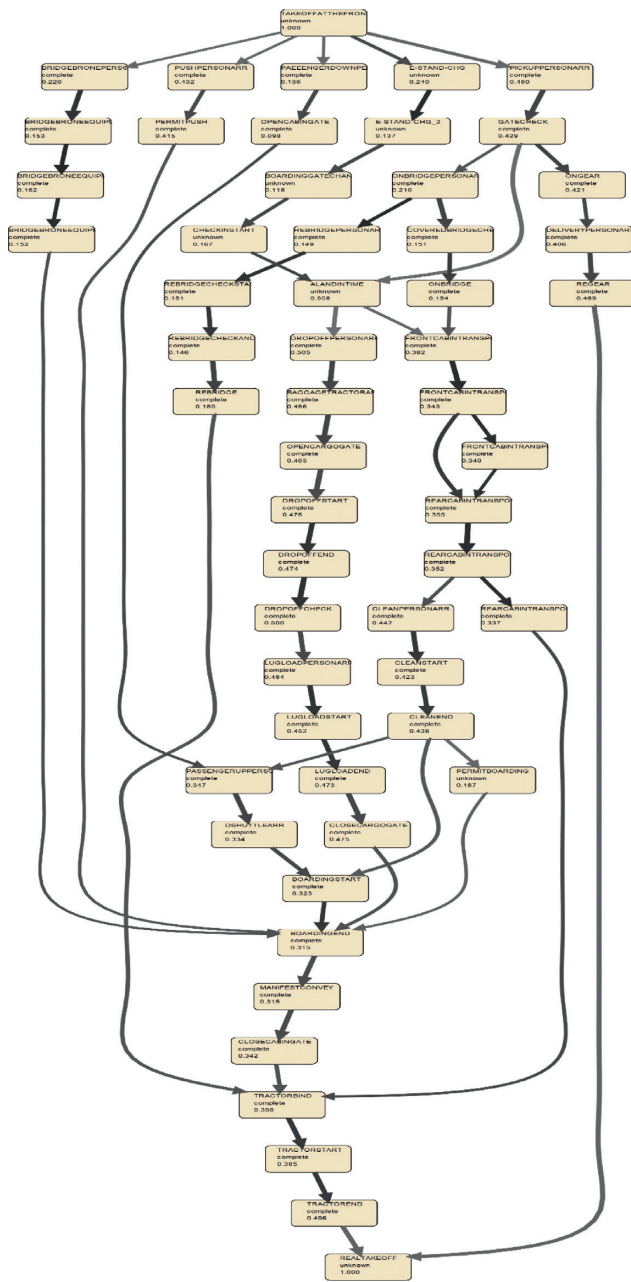 TAKEOFFATTHEFRON
unknown
1.000
BRIDGEBRONEPERSO
complete
0.220
PUSHPERSONARR
complete
0.432
PAEEENGERDOWNPE
complete
0.136
E-STAND-CHG
unknown
0.240
PICKUPPERSONARR
complete
0.480
BRIDGEBRONEEQUIP
complete
0.153
PERMITPUSH
complete
0.415
OPENCABINGATE
complete
0.098
E-STAND-CHG_2
unknown
0.137
GATECHECK
complete
0.429
BRIDGEBRONEEQUIP
complete
0.162
BOARDINGGATECHAN
unknown
0.116
ONBRIDGEPERSONAR
complete
0.210
ONGEAR
complete
0.421
BRIDGEBRONEEQUIP
complete
0.152
CHECKINSTART
unknown
0.167
REBRIDGEPERSONAR
complete
0.149
COVEREDBRIDGECHE
complete
0.151
DELIVERYPERSONAR
complete
0.406
REBRIDGECHECKSTA
complete
0.151
ALANDINTIME
unknown
0.506
ONBRIDGE
complete
0.154
REGEAR
complete
0.469
REBRIDGECHECKAND
complete
0.146
DROPOFFPERSONAR
complete
0.505
FRONTCABINTRANSP
complete
0.382
REBRIDGE
complete
0.180
BAGGAGETRACTORAR
complete
0.466
FRONTCABINTRANSP
complete
0.343
OPENCARGOGATE
complete
0.485
FRONTCABINTRANSP
complete
0.340
DROPOFFSTART
complete
0.476
REARCABINTRANSPO
complete
0.355
DROPOFFEND
complete
0.474
REARCABINTRANSPO
complete
0.352
DROPOFFCHECK
complete
0.500
CLEANPERSONARR
complete
0.442
REARCABINTRANSPO
complete
0.337
LUGLOADPERSONARR
complete
0.484
CLEANSTART
complete
0.423
LUGLOADSTART
complete
0.452
CLEANEND
complete
0.438
PASSENGERUPPERSO
complete
0.347
LUGLOADEND
complete
0.473
PERMITBOARDING
unknown
0.187
DSHUTTLEARR
complete
0.334
CLOSECARGOGATE
complete
0.475
BOARDINGSTART
complete
0.323
BOARDINGEND
complete
0.315
MANIFESTCONVEY
complete
0.316
CLOSECABINGATE
complete
0.342
TRACTORBIND
complete
0.398
TRACTORSTART
complete
0.385
TRACTOREND
complete
0.496
REALTAKEOFF
unknown
1.000